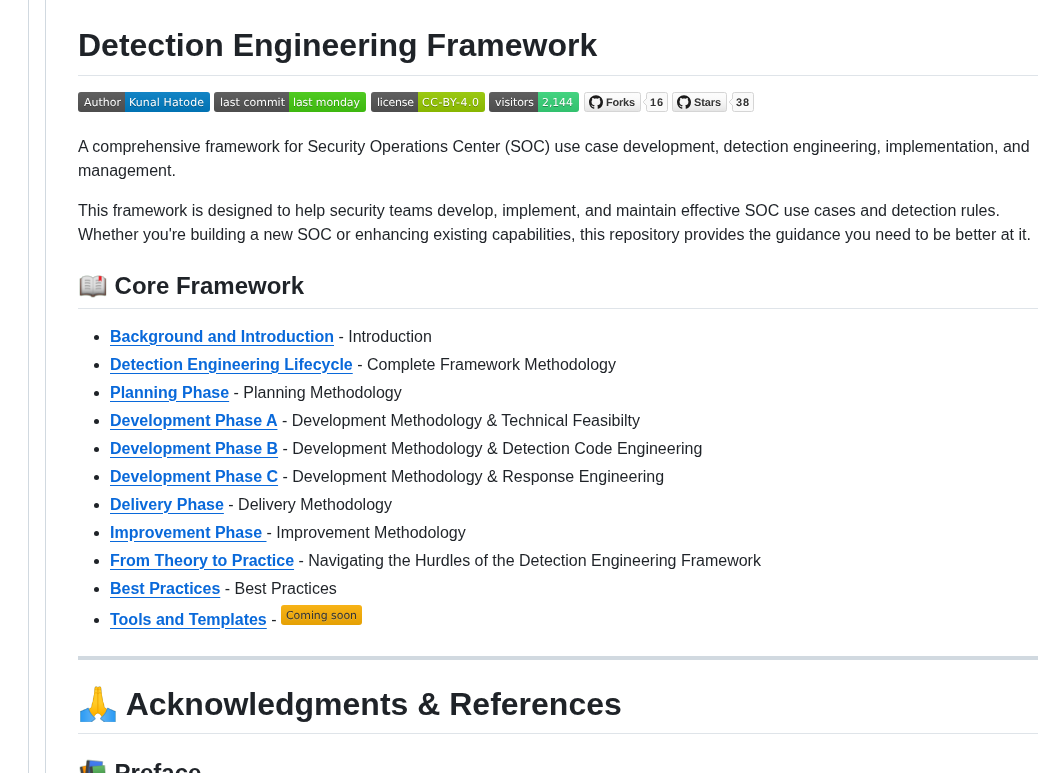 Detection Engineering Framework
Author Kunal Hatode last commit last monday license CC-BY-4.0 visitors 2,144 Forks 16 Stars 38
A comprehensive framework for Security Operations Center (SOC) use case development, detection engineering, implementation, and
management.
This framework is designed to help security teams develop, implement, and maintain effective SOC use cases and detection rules.
Whether you're building a new SOC or enhancing existing capabilities, this repository provides the guidance you need to be better at it.
📖 Core Framework
• Background and Introduction - Introduction
• Detection Engineering Lifecycle - Complete Framework Methodology
• Planning Phase - Planning Methodology
• Development Phase A - Development Methodology & Technical Feasibilty
• Development Phase B - Development Methodology & Detection Code Engineering
• Development Phase C - Development Methodology & Response Engineering
• Delivery Phase - Delivery Methodology
• Improvement Phase - Improvement Methodology
• From Theory to Practice - Navigating the Hurdles of the Detection Engineering Framework
• Best Practices - Best Practices
• Tools and Templates - Coming soon
🙏 Acknowledgments & References
📚 Preface